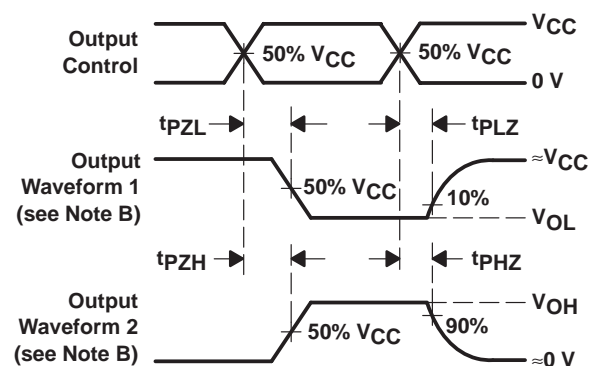 Output
Control
50% VCC
50% VCC
VCC
0 V
tPZL
tPLZ
Output
Waveform 1
(see Note B)
50% VCC
10%
≈VCC
VOL
tPZH
tPHZ
Output
Waveform 2
(see Note B)
50% VCC
90%
VOH
≈0 V